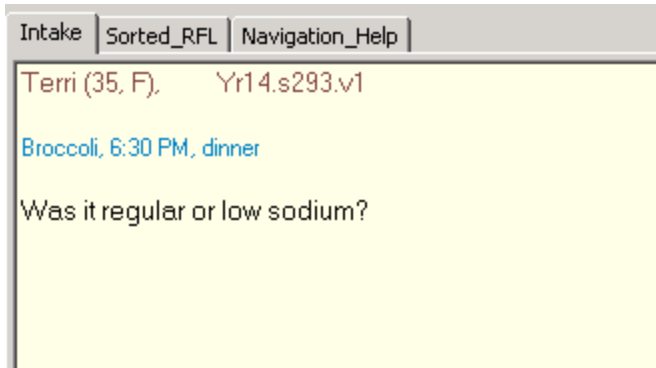 Intake Sorted_RFL Navigation_Help
Terri (35, F), Yr14.s293.v1
Broccoli, 6:30 PM, dinner
Was it regular or low sodium?